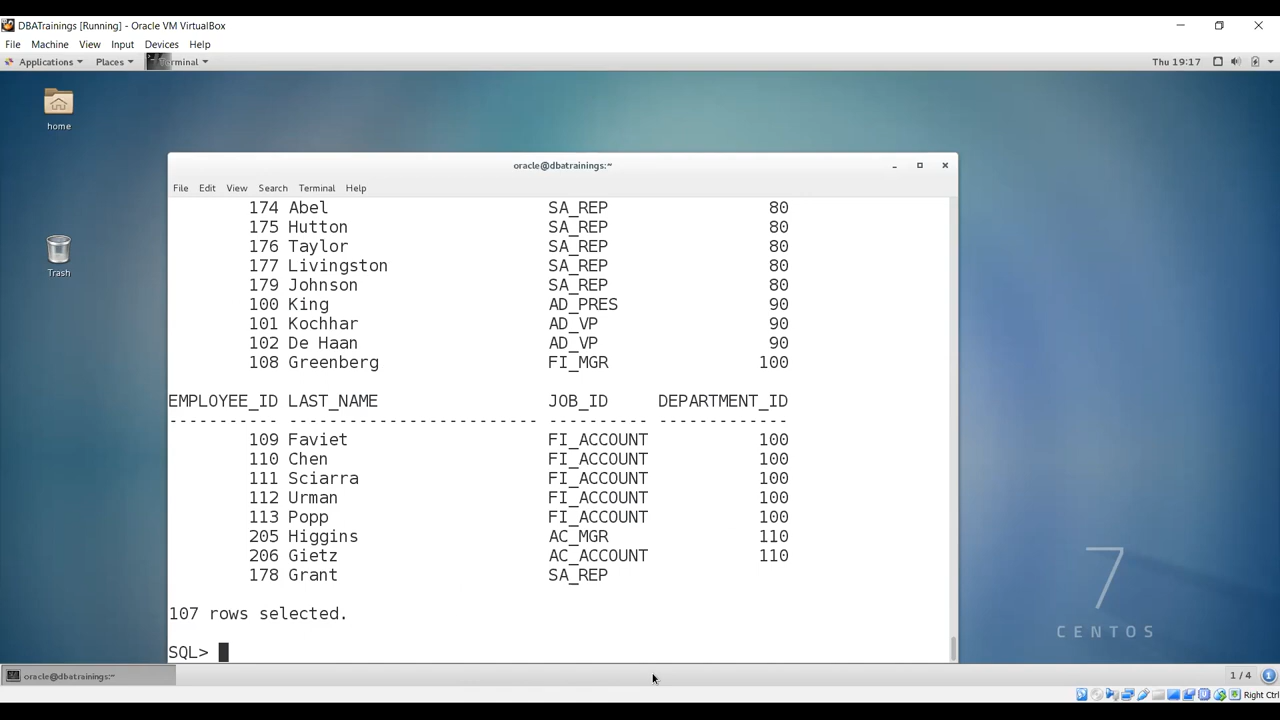 DBATrainings [Running] - Oracle VM VirtualBox
File Machine View Input Devices Help
Applications Places Terminal Thu 19:17
home
Trash
oracle@dbatrainings:~
File Edit View Search Terminal Help
174 Abel SA_REP 80
175 Hutton SA_REP 80
176 Taylor SA_REP 80
177 Livingston SA_REP 80
179 Johnson SA_REP 80
100 King AD_PRES 90
101 Kochhar AD_VP 90
102 De Haan AD_VP 90
108 Greenberg FI_MGR 100
EMPLOYEE_ID LAST_NAME JOB_ID DEPARTMENT_ID
----------- ------------------------- ---------- -------------
109 Faviet FI_ACCOUNT 100
110 Chen FI_ACCOUNT 100
111 Sciarra FI_ACCOUNT 100
112 Urman FI_ACCOUNT 100
113 Popp FI_ACCOUNT 100
205 Higgins AC_MGR 110
206 Gietz AC_ACCOUNT 110
178 Grant SA_REP
107 rows selected.
SQL>
7
CENTOS
oracle@dbatrainings:~ 1 / 4
Right Ctrl